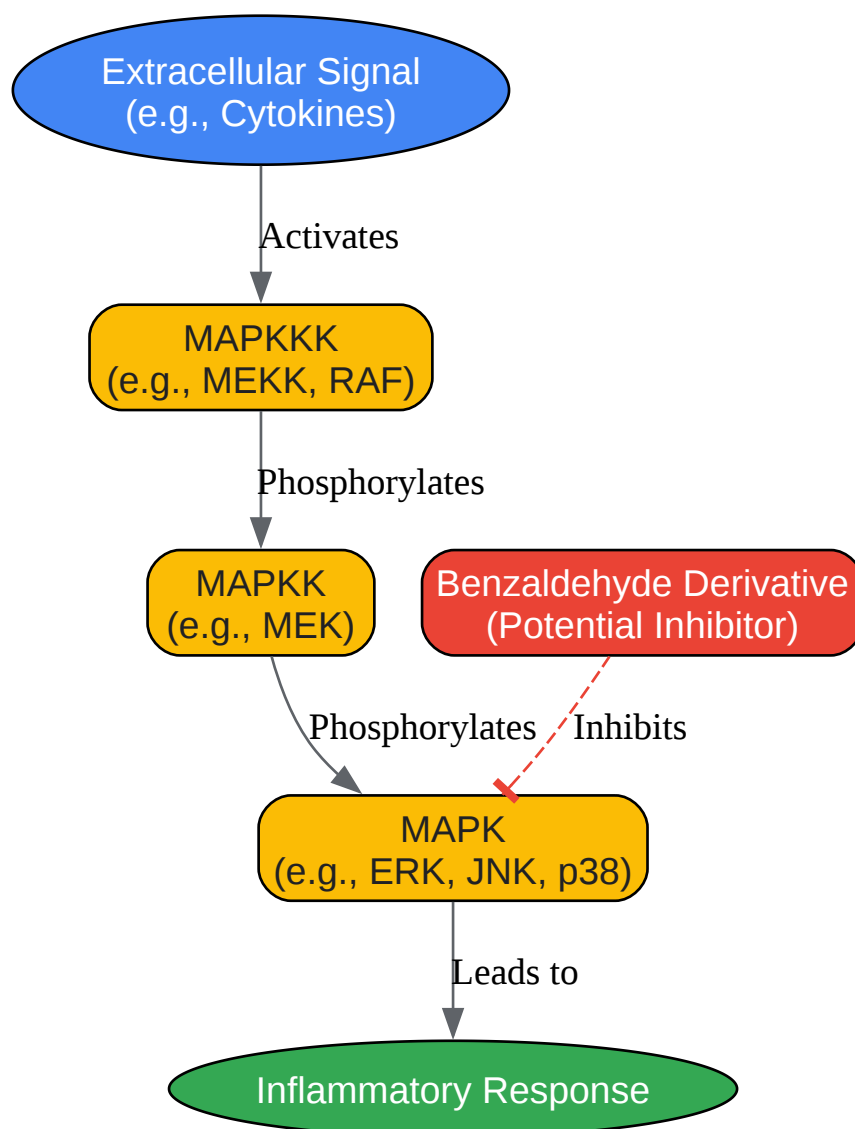 Extracellular Signal
(e.g., Cytokines)
Activates
MAPKKK
(e.g., MEKK, RAF)
Phosphorylates
MAPKK
(e.g., MEK)
Benzaldehyde Derivative
(Potential Inhibitor)
Phosphorylates
Inhibits
MAPK
(e.g., ERK, JNK, p38)
Leads to
Inflammatory Response